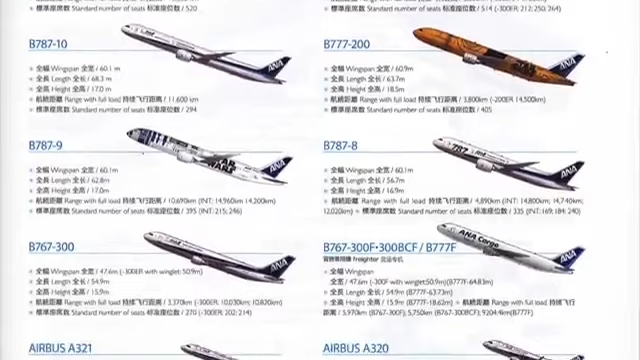 標準座席数 Standard number of seats 标准座位数 / 520
B787-10
全幅 Wingspan 全宽 / 60.1 m
全長 Length 全长 / 68.3 m
全高 Height 全高 / 17.0 m
航続距離 Range with full load 持续飞行距离 / 11,600 km
標準座席数 Standard number of seats 标准座位数 / 294
B787-9
全幅 Wingspan 全宽 / 60.1m
全長 Length 全长 / 62.8m
全高 Height 全高 / 17.0m
航続距離 Range with full load 持续飞行距离 / 10,690km (INT: 14,960km 14,200km)
標準座席数 Standard number of seats 标准座位数 / 395 (INT: 215; 246)
B767-300
全幅 Wingspan 全宽 / 47.6m (-300ER with winglet: 50.9m)
全長 Length 全长 / 54.9m
全高 Height 全高 / 15.9m
航続距離 Range with full load 持续飞行距离 / 3,370km (-300ER: 10,030km; 10,820km)
標準座席数 Standard number of seats 标准座位数 / 270 (-300ER: 202; 214)
AIRBUS A321
標準座席数 Standard number of seats 标准座位数 / 514 (-300ER: 212; 250; 264)
B777-200
全幅 Wingspan 全宽 / 60.9m
全長 Length 全长 / 63.7m
全高 Height 全高 / 18.5m
航続距離 Range with full load 持续飞行距离 / 3,800km (-200ER 14,500km)
標準座席数 Standard number of seats 标准座位数 / 405
B787-8
全幅 Wingspan 全宽 / 60.1m
全長 Length 全长 / 56.7m
全高 Height 全高 / 16.9m
航続距離 Range with full load 持续飞行距离 / 4,890km (INT: 14,800km; 14,740km;
12,020km) 標準座席数 Standard number of seats 标准座位数 / 335 (INT: 169; 184; 240)
B767-300F・300BCF / B777F
貨物専用機 Freighter 货运专机
全幅 Wingspan
全宽 / 47.6m (-300F with winglet:50.9m)(B777F-64.83m)
全長 Length 全长 / 54.9m (B777F-63.73m)
全高 Height 全高 / 15.9m (B777F-18.62m) 航続距離 Range with full load 持续飞行
距离 / 5,970km (B767-300F); 5,750km (B767-300BCF); 9,204.4km(B777F)
AIRBUS A320
ANA
ANA
STAR WARS
ANA
ANA
787
ANA
ANA Cargo